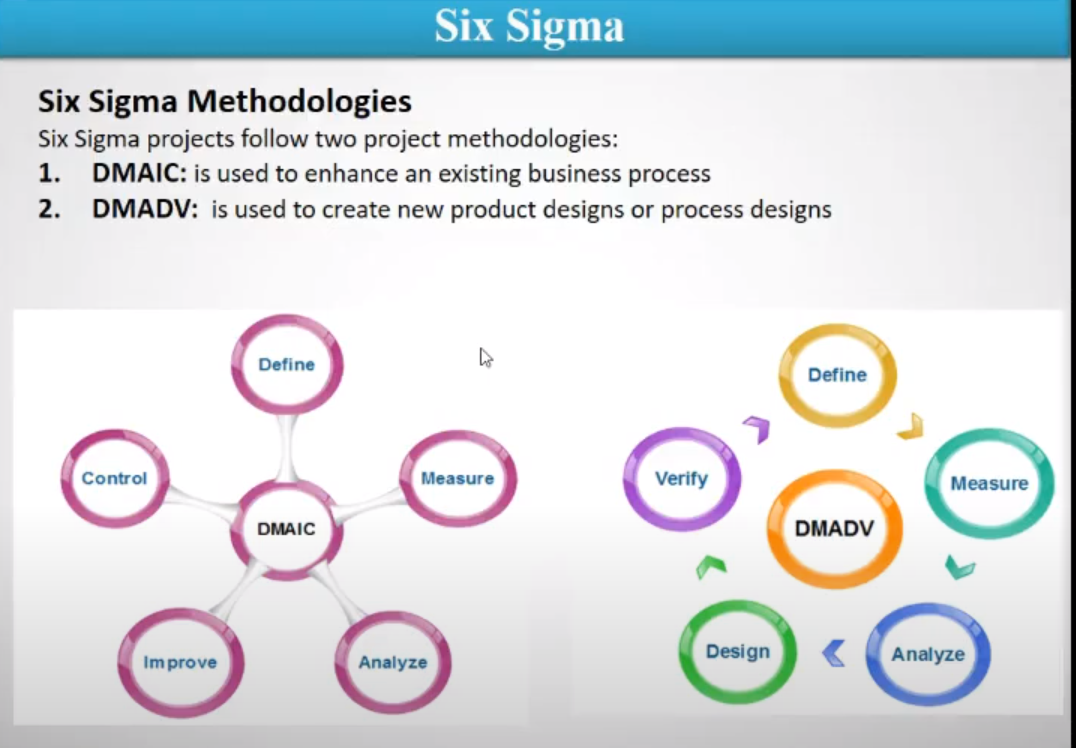 Six Sigma
Six Sigma Methodologies
Six Sigma projects follow two project methodologies:
1. DMAIC: is used to enhance an existing business process
2. DMADV: is used to create new product designs or process designs
Define
Measure
Analyze
Improve
Control
DMAIC
Define
Measure
Analyze
Design
Verify
DMADV